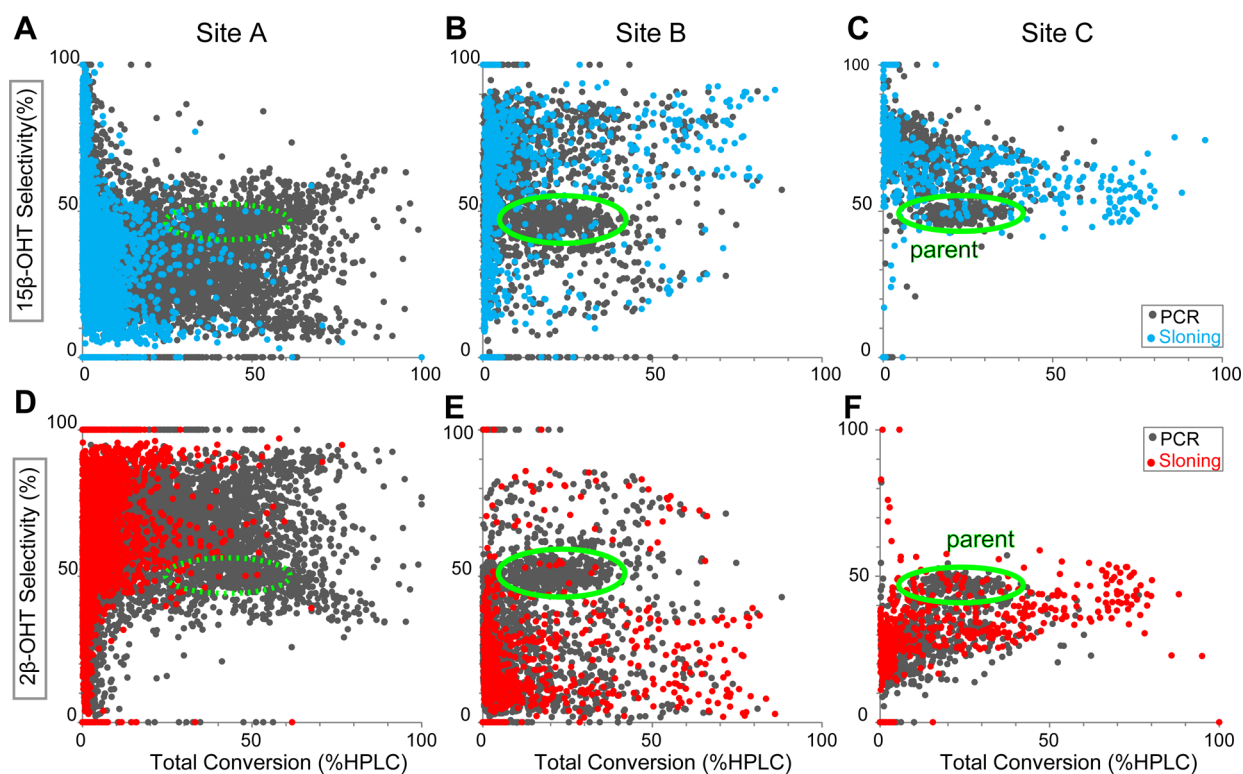 A
Site A
B
Site B
C
Site C
15β-OHT Selectivity(%)
100
50
0
0
50
100
100
50
0
0
50
100
100
50
0
0
50
100
parent
PCR
Sloning
D
E
F
2β-OHT Selectivity (%)
100
50
0
0
50
100
Total Conversion (%HPLC)
100
50
0
0
50
100
Total Conversion (%HPLC)
100
50
0
0
50
100
Total Conversion (%HPLC)
parent
PCR
Sloning